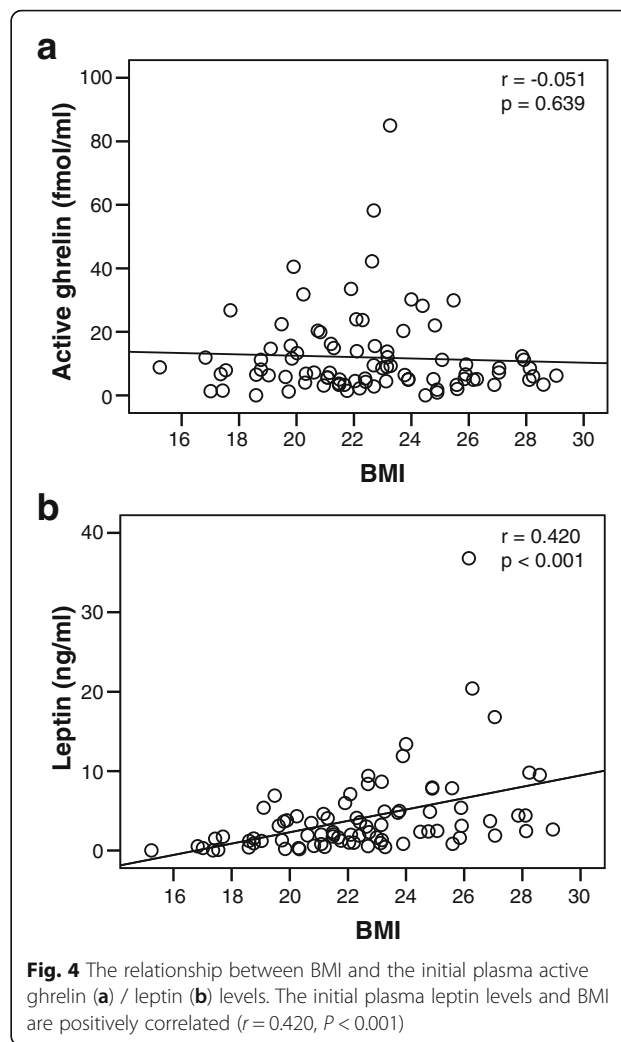 a
r = -0.051
p = 0.639
100
80
60
40
20
0
Active ghrelin (fmol/ml)
16 18 20 22 24 26 28 30
BMI
b
r = 0.420
p < 0.001
40
30
20
10
0
Leptin (ng/ml)
16 18 20 22 24 26 28 30
BMI
Fig. 4 The relationship between BMI and the initial plasma active
ghrelin (a) / leptin (b) levels. The initial plasma leptin levels and BMI
are positively correlated (r = 0.420, P < 0.001)